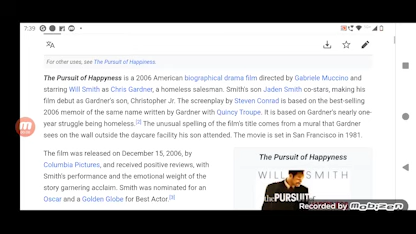 7:39
For other uses, see The Pursuit of Happiness.
The Pursuit of Happyness is a 2006 American biographical drama film directed by Gabriele Muccino and
starring Will Smith as Chris Gardner, a homeless salesman. Smith's son Jaden Smith co-stars, making his
film debut as Gardner's son, Christopher Jr. The screenplay by Steven Conrad is based on the best-selling
2006 memoir of the same name written by Gardner with Quincy Troupe. It is based on Gardner's nearly one-
year struggle being homeless.[2] The unusual spelling of the film's title comes from a mural that Gardner
sees on the wall outside the daycare facility his son attended. The movie is set in San Francisco in 1981.
The film was released on December 15, 2006, by
Columbia Pictures, and received positive reviews, with
Smith's performance and the emotional weight of the
story garnering acclaim. Smith was nominated for an
Oscar and a Golden Globe for Best Actor.[3]
The Pursuit of Happyness
WILL SMITH
the PURSUIT
Recorded by Mobizen